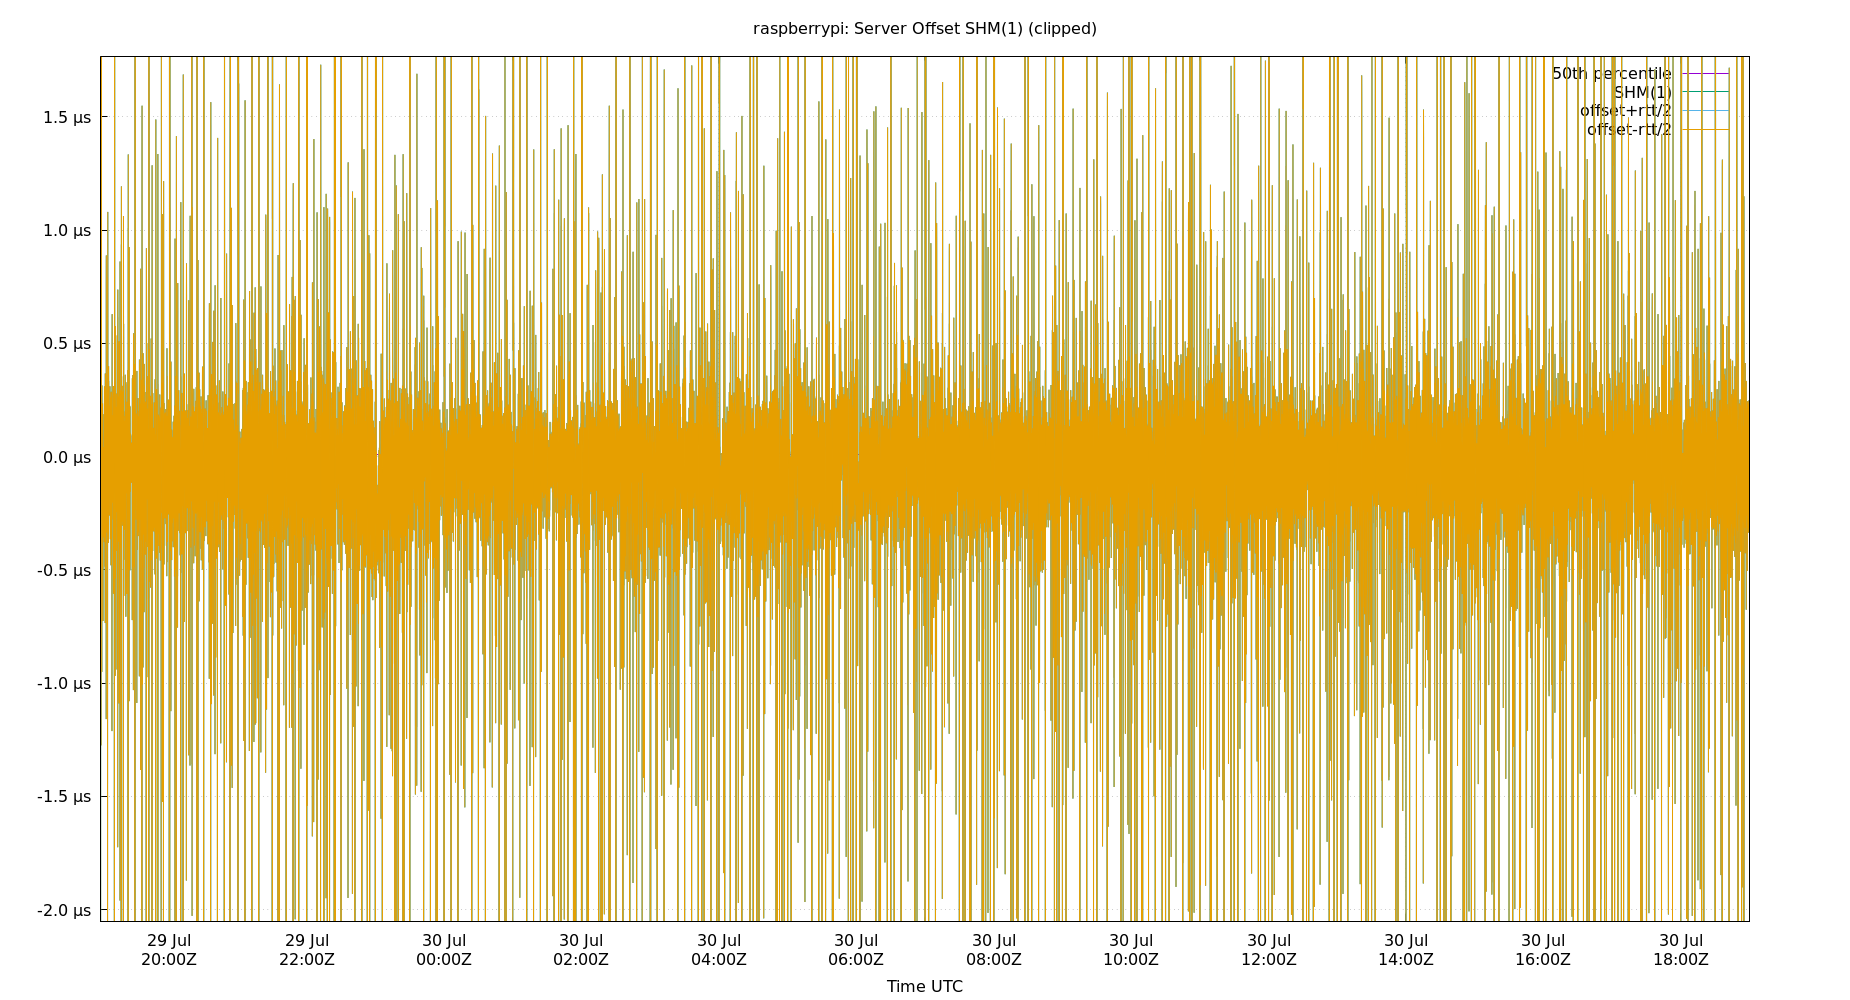 raspberrypi: Server Offset SHM(1) (clipped)
50th percentile
SHM(1)
offset+rtt/2
offset-rtt/2
1.5 µs
1.0 µs
0.5 µs
0.0 µs
-0.5 µs
-1.0 µs
-1.5 µs
-2.0 µs
29 Jul 29 Jul 30 Jul 30 Jul 30 Jul 30 Jul 30 Jul 30 Jul 30 Jul 30 Jul 30 Jul 30 Jul
20:00Z 22:00Z 00:00Z 02:00Z 04:00Z 06:00Z 08:00Z 10:00Z 12:00Z 14:00Z 16:00Z 18:00Z
Time UTC